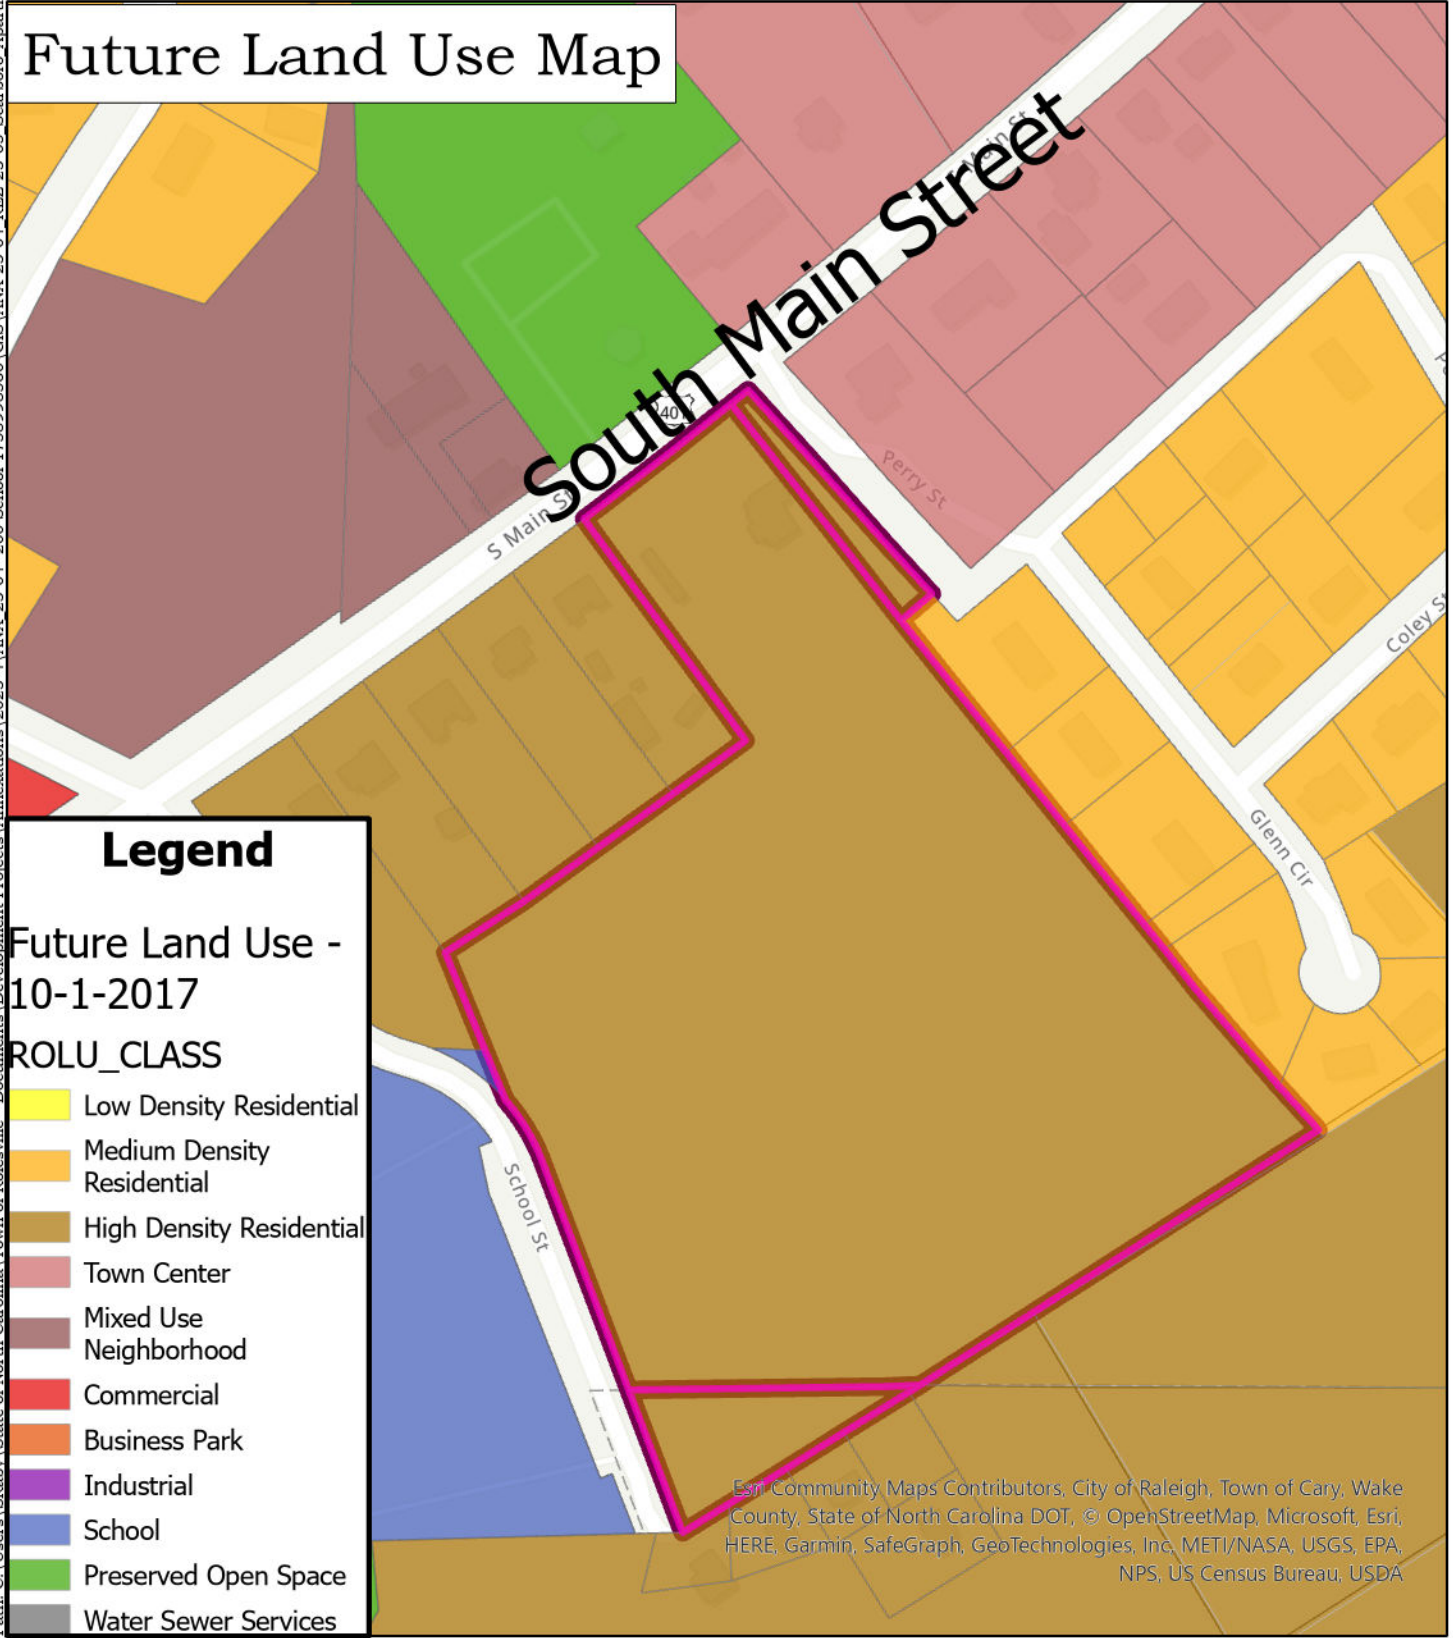 Future Land Use Map
Main St
South Main Street
401
Perry St
S Main St
Coley St
Glenn Cir
School St
Legend
Future Land Use -
10-1-2017
ROLU_CLASS
Low Density Residential
Medium Density
Residential
High Density Residential
Town Center
Mixed Use
Neighborhood
Commercial
Business Park
Industrial
School
Preserved Open Space
Water Sewer Services
Esri Community Maps Contributors, City of Raleigh, Town of Cary, Wake
County, State of North Carolina DOT, © OpenStreetMap, Microsoft, Esri,
HERE, Garmin, SafeGraph, GeoTechnologies, Inc, METI/NASA, USGS, EPA,
NPS, US Census Bureau, USDA